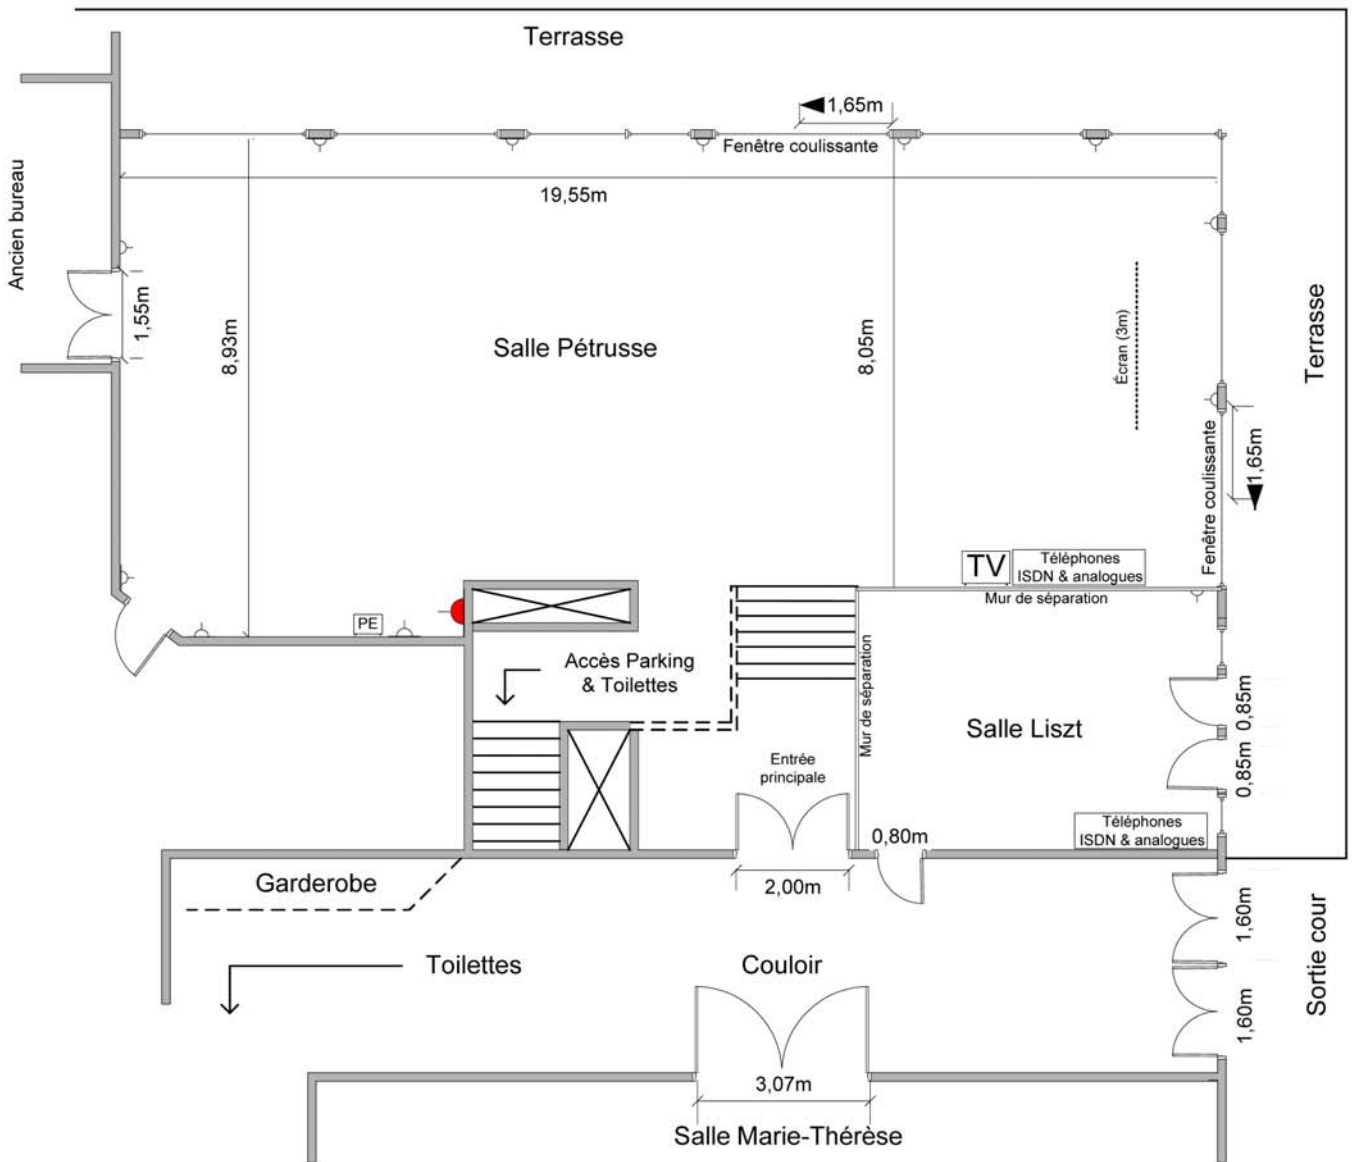 Terrasse
1,65m
Fenêtre coulissante
19,55m
Ancien bureau
1,55m
8,93m
Salle Pétrusse
8,05m
Écran (3m)
Terrasse
Fenêtre coulissante
1,65m
TV
Téléphones
ISDN & analogues
Mur de séparation
PE
Accès Parking
& Toilettes
Mur de séparation
Salle Liszt
0,85m
0,85m
Entrée
principale
Téléphones
ISDN & analogues
0,80m
2,00m
Garderobe
Toilettes
Couloir
1,60m
1,60m
Sortie cour
3,07m
Salle Marie-Thérèse